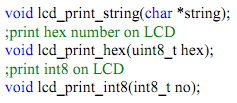 void lcd_print_string(char *string);
;print hex number on LCD
void lcd_print_hex(uint8_t hex);
;print int8 on LCD
void lcd_print_int8(int8_t no);